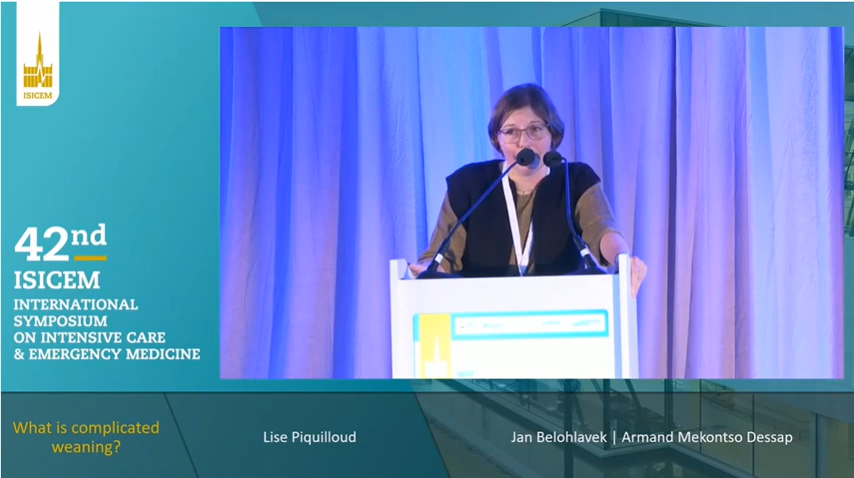 ISICEM
42nd
ISICEM
INTERNATIONAL
SYMPOSIUM
ON INTENSIVE CARE
& EMERGENCY MEDICINE
What is complicated
weaning?
Lise Piquilloud
Jan Belohlavek | Armand Mekontso Dessap